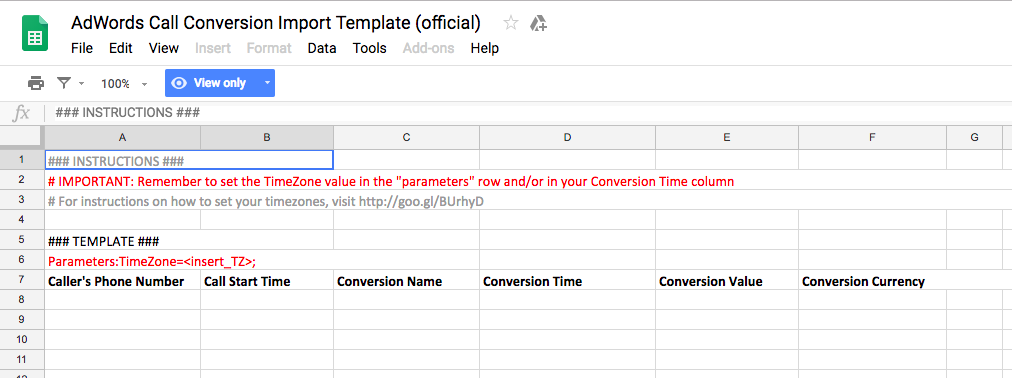 AdWords Call Conversion Import Template (official)
File Edit View Insert Format Data Tools Add-ons Help
100% View only
fx ### INSTRUCTIONS ###
A B C D E F G
1 ### INSTRUCTIONS ###
2 # IMPORTANT: Remember to set the TimeZone value in the "parameters" row and/or in your Conversion Time column
3 # For instructions on how to set your timezones, visit http://goo.gl/BUrhyD
4
5 ### TEMPLATE ###
6 Parameters:TimeZone=<insert_TZ>;
7 Caller's Phone Number Call Start Time Conversion Name Conversion Time Conversion Value Conversion Currency
8
9
10
11